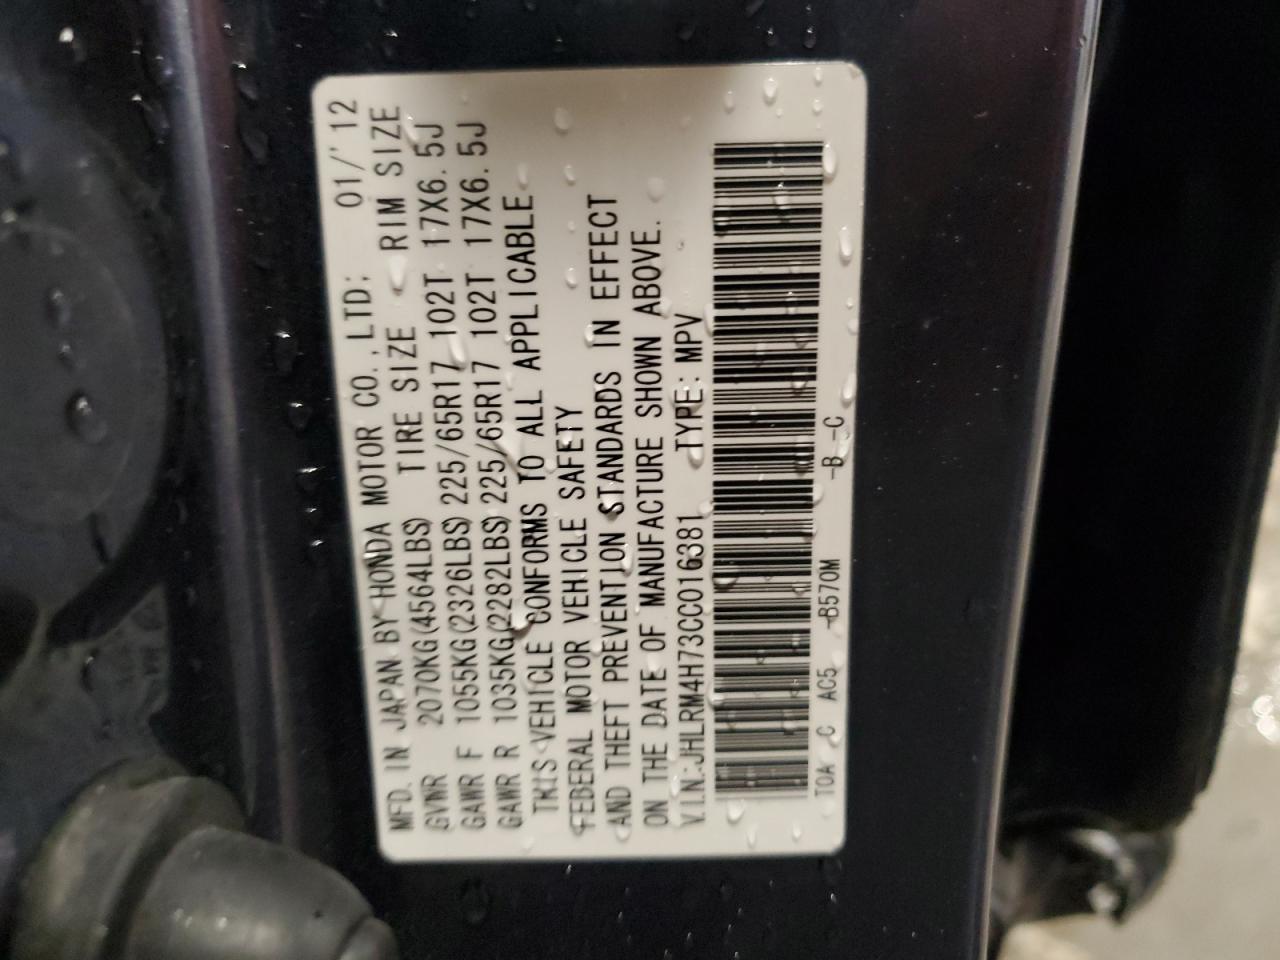 MFD. IN JAPAN BY HONDA MOTOR CO., LTD. 01/'12
TIRE SIZE RIM SIZE
GVWR 2070KG(4564LBS)
GAWR F 1055KG(2326LBS) 225/65R17 102T 17X6.5J
GAWR R 1035KG(2282LBS) 225/65R17 102T 17X6.5J
THIS VEHICLE CONFORMS TO ALL APPLICABLE
FEDERAL MOTOR VEHICLE SAFETY
AND THEFT PREVENTION STANDARDS IN EFFECT
ON THE DATE OF MANUFACTURE SHOWN ABOVE.
V.I.N.:JHLRM4H73CC016381 TYPE: MPV
T0A C AC5 -B570M -B -C